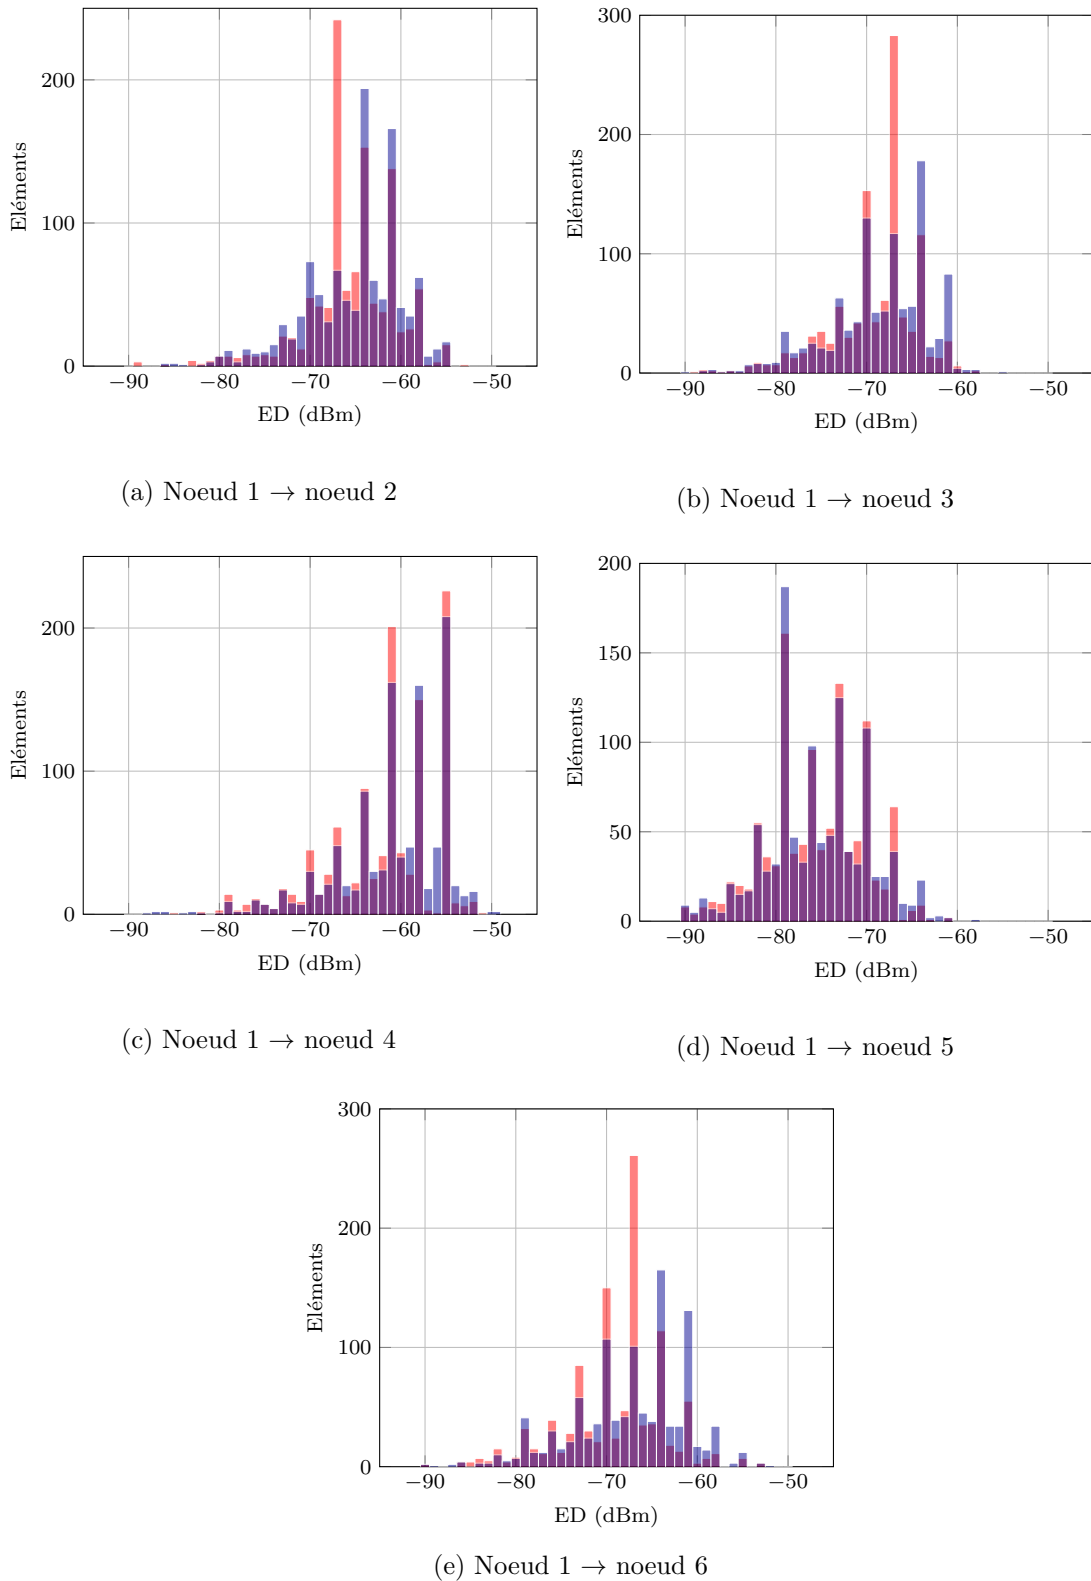 200
100
0
Eléments
−90 −80 −70 −60 −50
ED (dBm)
(a) Noeud 1 → noeud 2
300
200
100
0
Eléments
−90 −80 −70 −60 −50
ED (dBm)
(b) Noeud 1 → noeud 3
200
100
0
Eléments
−90 −80 −70 −60 −50
ED (dBm)
(c) Noeud 1 → noeud 4
200
150
100
50
0
Eléments
−90 −80 −70 −60 −50
ED (dBm)
(d) Noeud 1 → noeud 5
300
200
100
0
Eléments
−90 −80 −70 −60 −50
ED (dBm)
(e) Noeud 1 → noeud 6